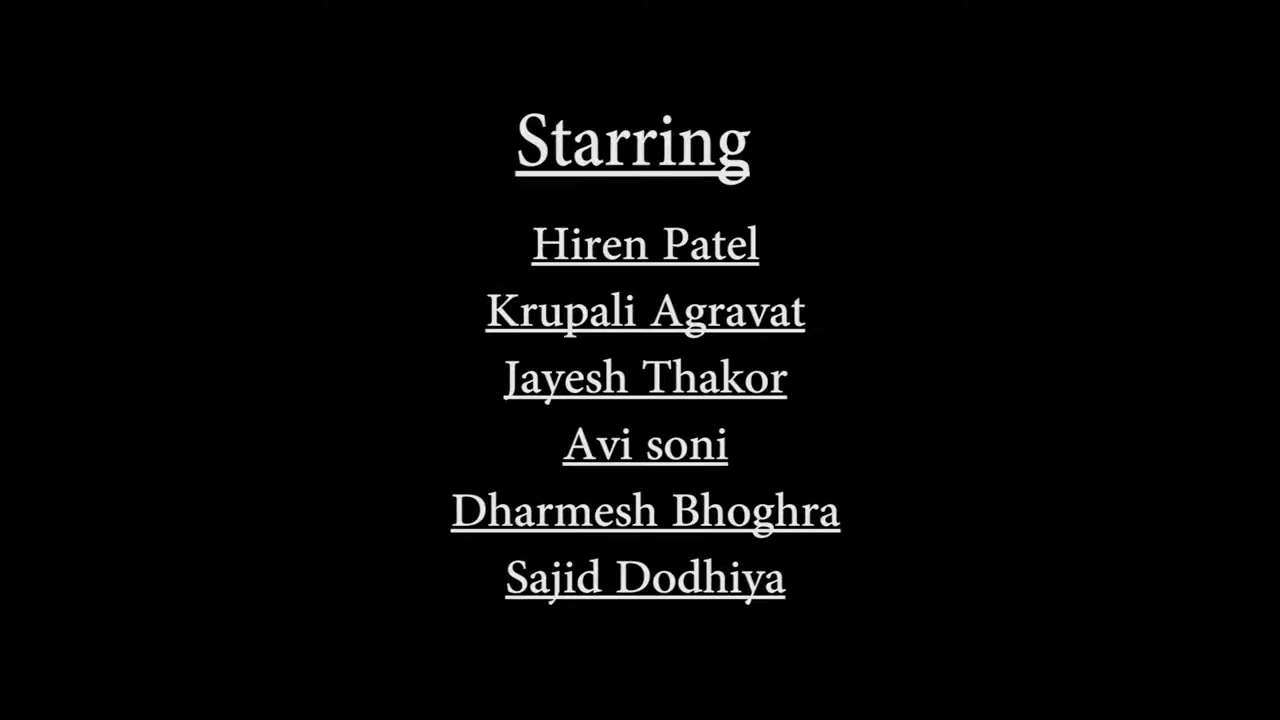 Starring
Hiren Patel
Krupali Agravat
Jayesh Thakor
Avi soni
Dharmesh Bhoghra
Sajid Dodhiya